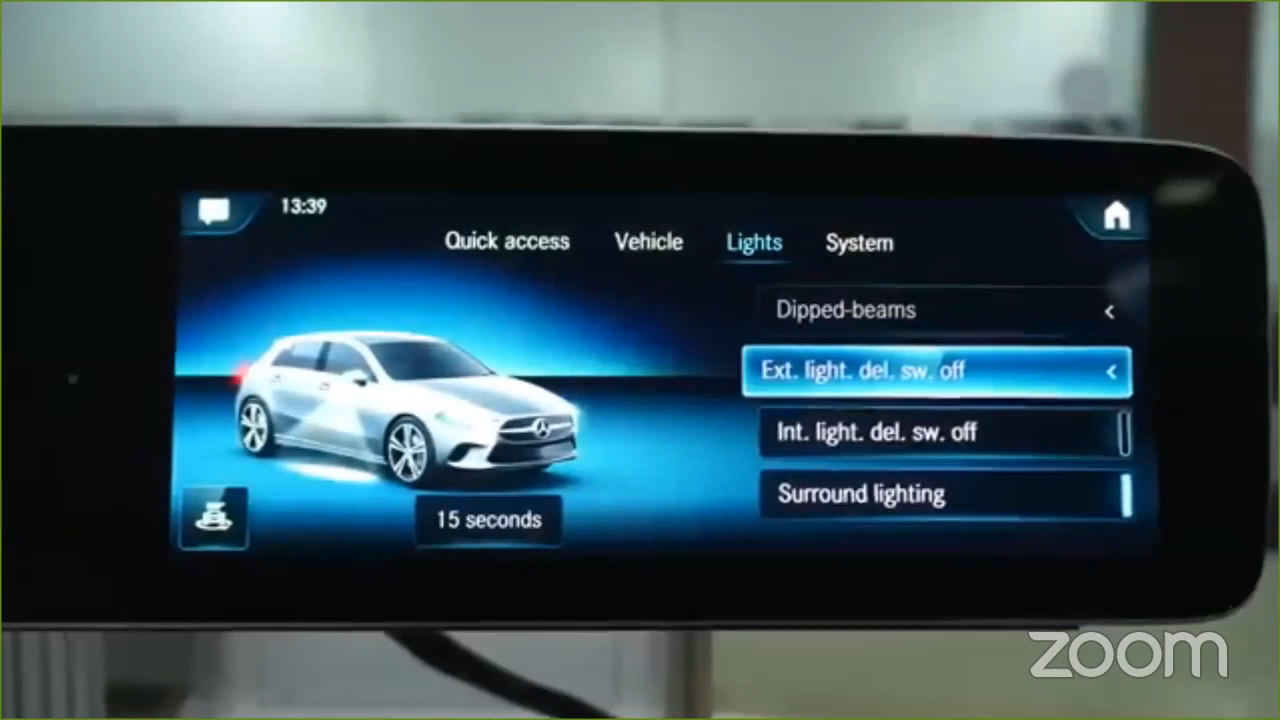 13:39
Quick access Vehicle Lights System
Dipped-beams
Ext. light. del. sw. off
Int. light. del. sw. off
Surround lighting
15 seconds
zoom